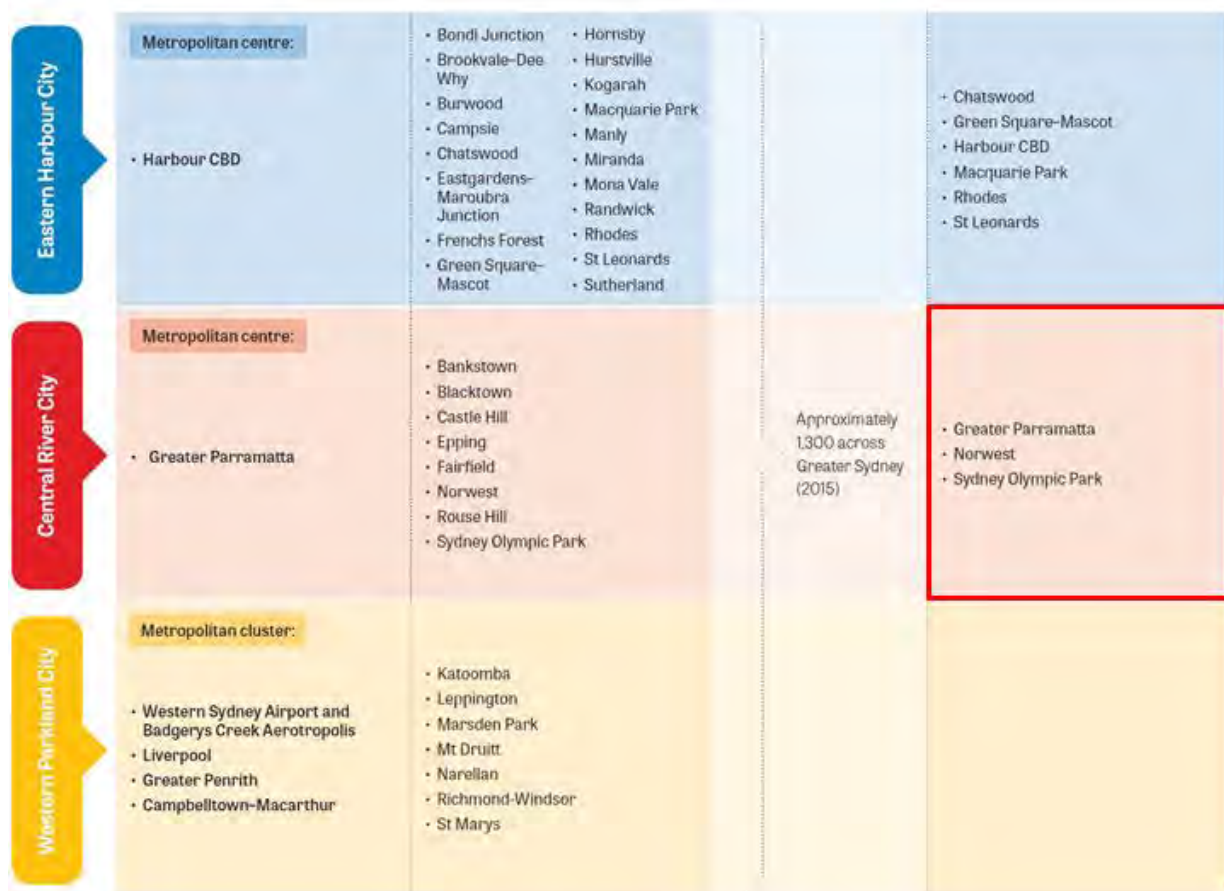 Eastern Harbour City
Metropolitan centre:
• Harbour CBD
• Bondi Junction
• Brookvale–Dee
Why
• Burwood
• Campsie
• Chatswood
• Eastgardens–
Maroubra
Junction
• Frenchs Forest
• Green Square–
Mascot
• Hornsby
• Hurstville
• Kogarah
• Macquarie Park
• Manly
• Miranda
• Mona Vale
• Randwick
• Rhodes
• St Leonards
• Sutherland
• Chatswood
• Green Square–Mascot
• Harbour CBD
• Macquarie Park
• Rhodes
• St Leonards
Central River City
Metropolitan centre:
• Greater Parramatta
• Bankstown
• Blacktown
• Castle Hill
• Epping
• Fairfield
• Norwest
• Rouse Hill
• Sydney Olympic Park
Approximately
1,300 across
Greater Sydney
(2015)
• Greater Parramatta
• Norwest
• Sydney Olympic Park
Western Parkland City
Metropolitan cluster:
• Western Sydney Airport and
Badgerys Creek Aerotropolis
• Liverpool
• Greater Penrith
• Campbelltown–Macarthur
• Katoomba
• Leppington
• Marsden Park
• Mt Druitt
• Narellan
• Richmond-Windsor
• St Marys